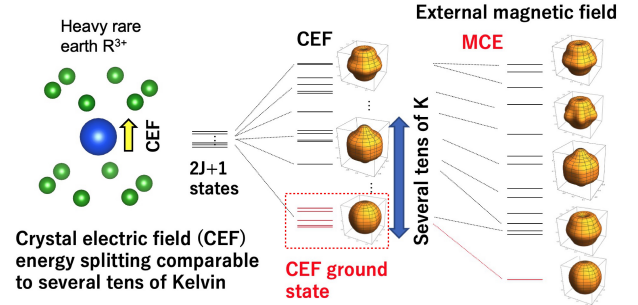 Heavy rare
earth R³⁺
CEF
2J+1
states
Crystal electric field (CEF)
energy splitting comparable
to several tens of Kelvin
CEF
⋮
⋮
CEF ground
state
Several tens of K
External magnetic field
MCE